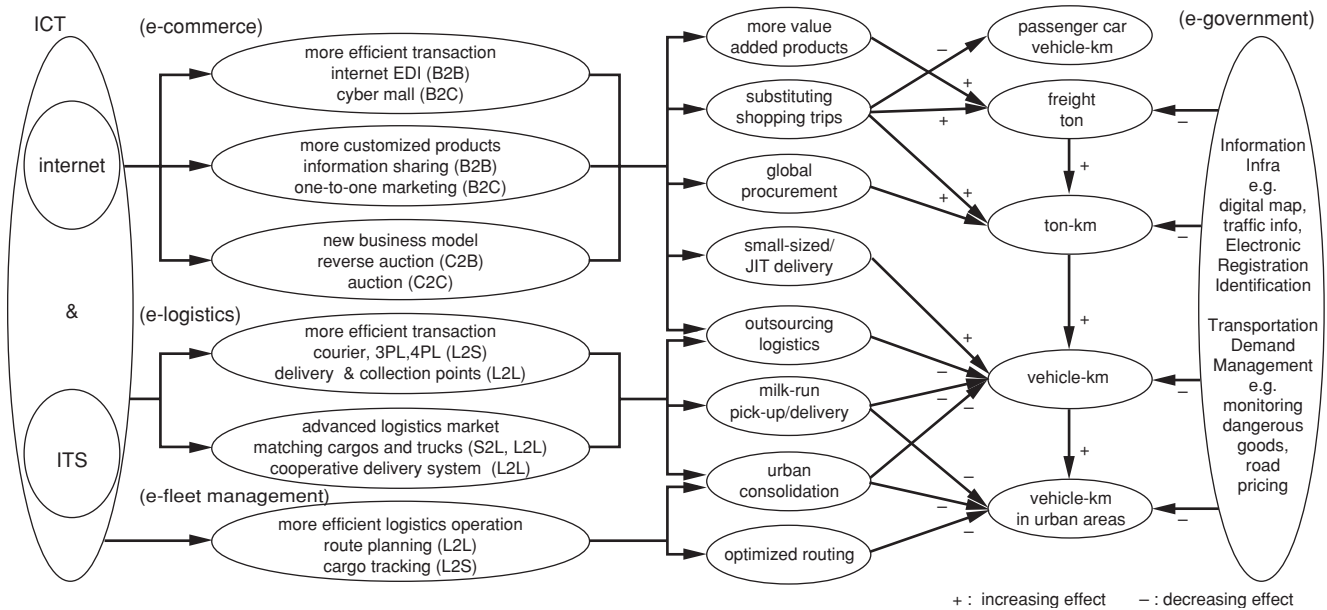 ICT
internet
&
ITS
(e-commerce)
more efficient transaction
internet EDI (B2B)
cyber mall (B2C)
more customized products
information sharing (B2B)
one-to-one marketing (B2C)
new business model
reverse auction (C2B)
auction (C2C)
(e-logistics)
more efficient transaction
courier, 3PL,4PL (L2S)
delivery & collection points (L2L)
advanced logistics market
matching cargos and trucks (S2L, L2L)
cooperative delivery system (L2L)
(e-fleet management)
more efficient logistics operation
route planning (L2L)
cargo tracking (L2S)
more value
added products
substituting
shopping trips
global
procurement
small-sized/
JIT delivery
outsourcing
logistics
milk-run
pick-up/delivery
urban
consolidation
optimized routing
–
+
+
+
+
+
–
–
–
–
–
–
passenger car
vehicle-km
freight
ton
+
ton-km
+
vehicle-km
+
vehicle-km
in urban areas
–
–
–
–
(e-government)
Information
Infra
e.g.
digital map,
traffic info,
Electronic
Registration
Identification
Transportation
Demand
Management
e.g.
monitoring
dangerous
goods,
road
pricing
+ : increasing effect – : decreasing effect